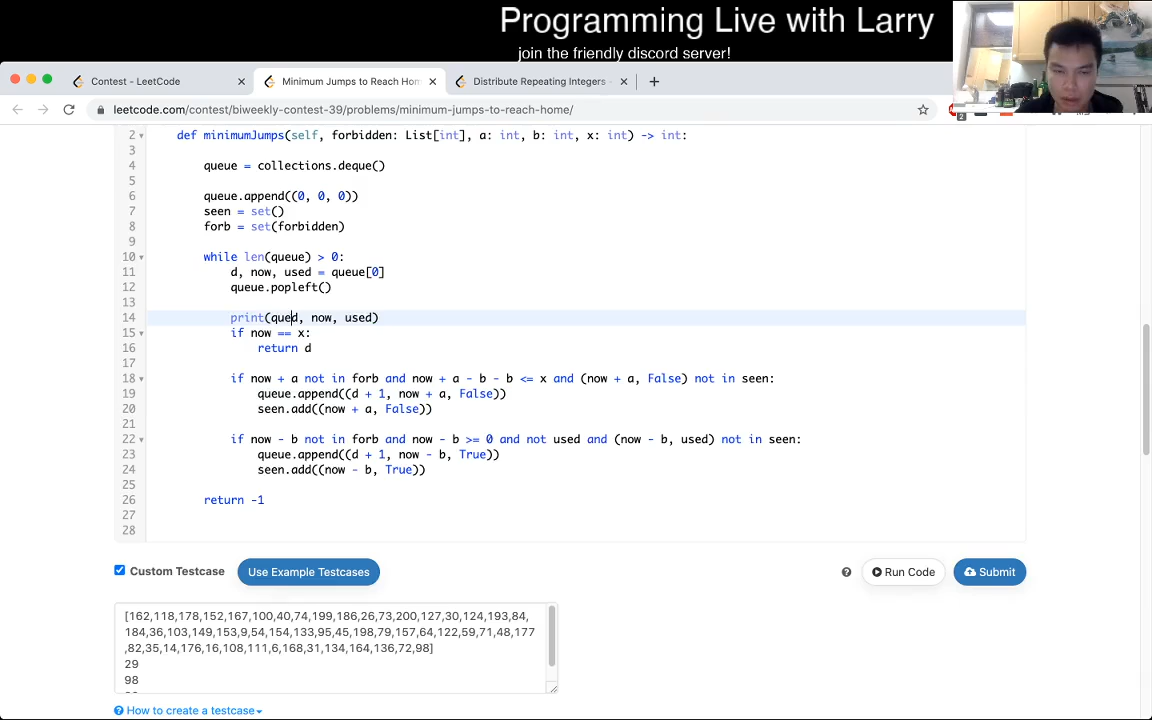 Programming Live with Larry
join the friendly discord server!
Contest - LeetCode
Minimum Jumps to Reach Hom
Distribute Repeating Integers -
leetcode.com/contest/biweekly-contest-39/problems/minimum-jumps-to-reach-home/
2 def minimumJumps(self, forbidden: List[int], a: int, b: int, x: int) -> int:
3
4 queue = collections.deque()
5
6 queue.append((0, 0, 0))
7 seen = set()
8 forb = set(forbidden)
9
10 while len(queue) > 0:
11 d, now, used = queue[0]
12 queue.popleft()
13
14 print(qued, now, used)
15 if now == x:
16 return d
17
18 if now + a not in forb and now + a - b - b <= x and (now + a, False) not in seen:
19 queue.append((d + 1, now + a, False))
20 seen.add((now + a, False))
21
22 if now - b not in forb and now - b >= 0 and not used and (now - b, used) not in seen:
23 queue.append((d + 1, now - b, True))
24 seen.add((now - b, True))
25
26 return -1
27
28
Custom Testcase
Use Example Testcases
Run Code
Submit
[162,118,178,152,167,100,40,74,199,186,26,73,200,127,30,124,193,84,
184,36,103,149,153,9,54,154,133,95,45,198,79,157,64,122,59,71,48,177
,82,35,14,176,16,108,111,6,168,31,134,164,136,72,98]
29
98
How to create a testcase